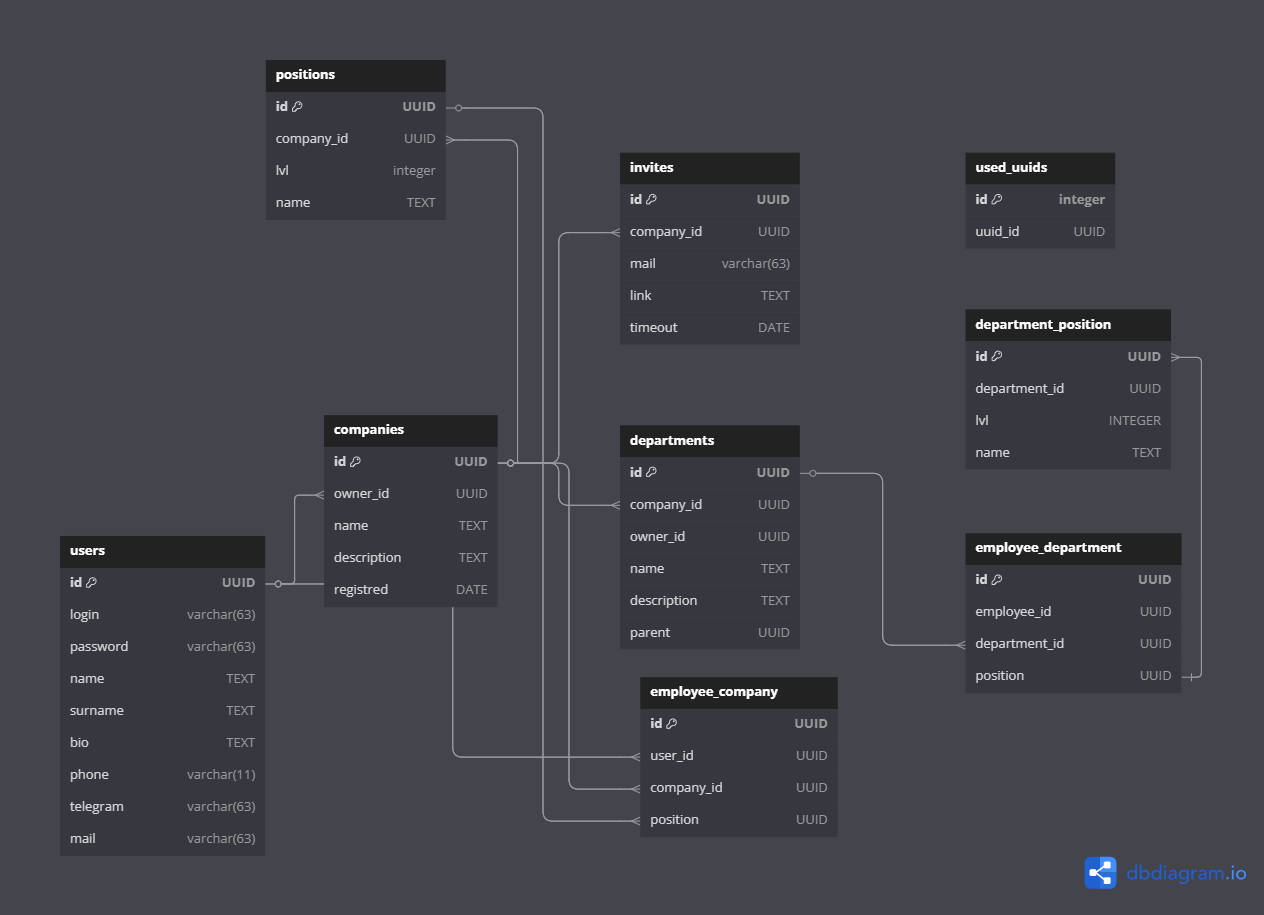 positions
id UUID
company_id UUID
lvl integer
name TEXT
invites
id UUID
company_id UUID
mail varchar(63)
link TEXT
timeout DATE
used_uuids
id integer
uuid_id UUID
department_position
id UUID
department_id UUID
lvl INTEGER
name TEXT
companies
id UUID
owner_id UUID
name TEXT
description TEXT
registred DATE
departments
id UUID
company_id UUID
owner_id UUID
name TEXT
description TEXT
parent UUID
users
id UUID
login varchar(63)
password varchar(63)
name TEXT
surname TEXT
bio TEXT
phone varchar(11)
telegram varchar(63)
mail varchar(63)
employee_department
id UUID
employee_id UUID
department_id UUID
position UUID
employee_company
id UUID
user_id UUID
company_id UUID
position UUID
dbdiagram.io